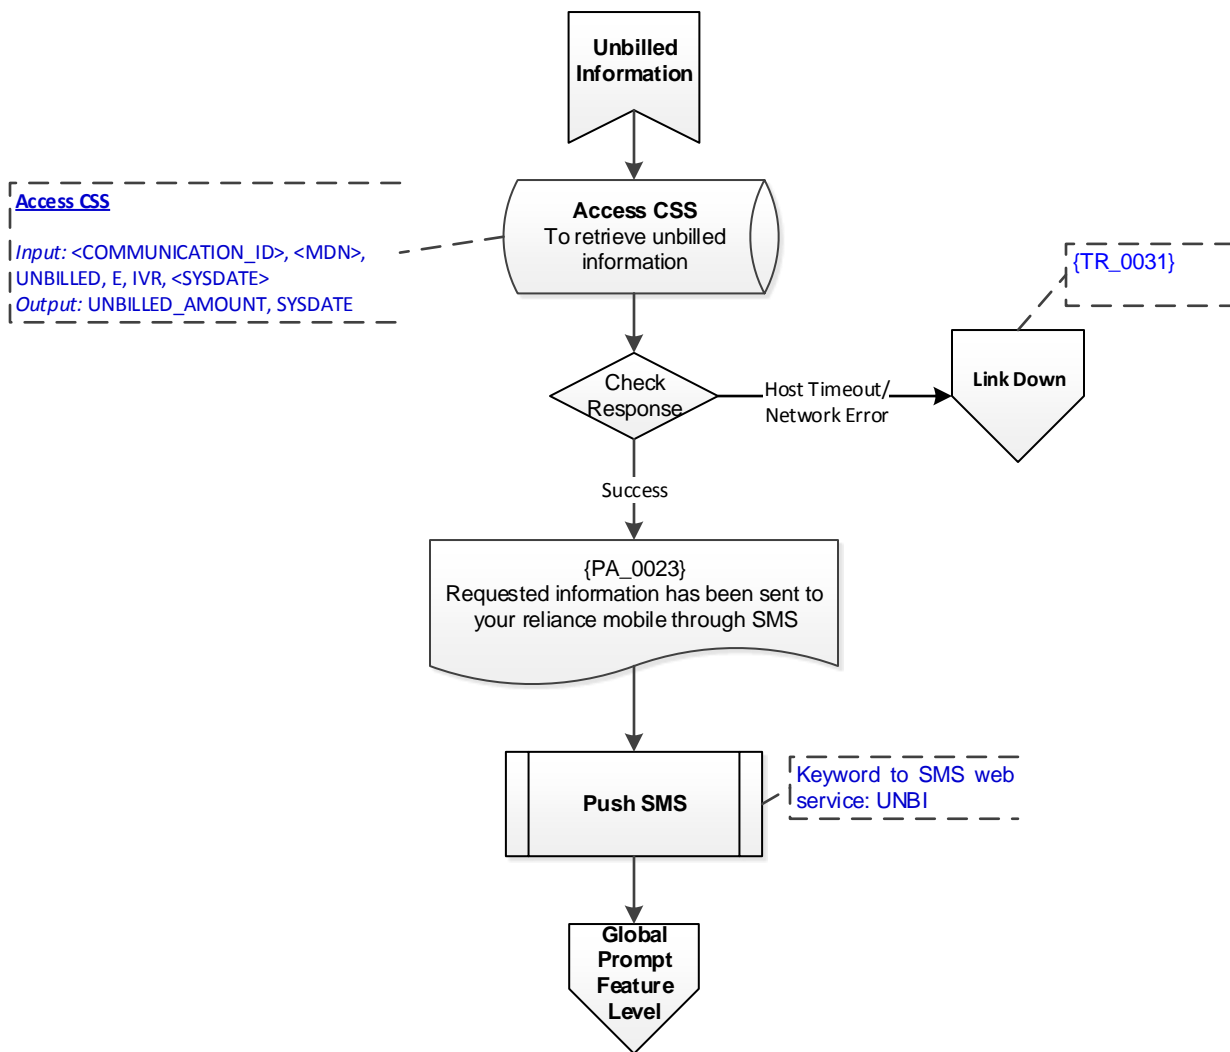 Unbilled
Information
Access CSS
Input: <COMMUNICATION_ID>, <MDN>,
UNBILLED, E, IVR, <SYSDATE>
Output: UNBILLED_AMOUNT, SYSDATE
Access CSS
To retrieve unbilled
information
{TR_0031}
Check
Response
Host Timeout/
Network Error
Link Down
Success
{PA_0023}
Requested information has been sent to
your reliance mobile through SMS
Push SMS
Keyword to SMS web
service: UNBI
Global
Prompt
Feature
Level